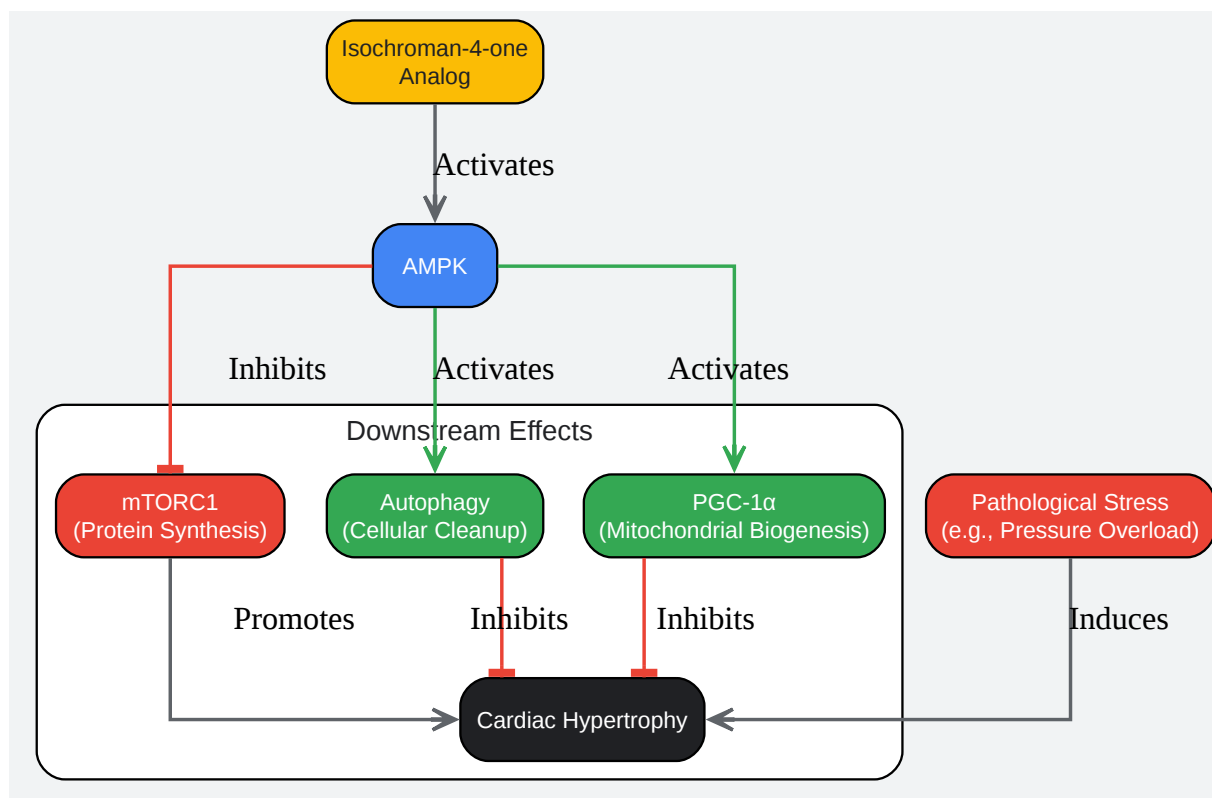 Isochroman-4-one
Analog
Activates
AMPK
Inhibits
Activates
Activates
Downstream Effects
mTORC1
(Protein Synthesis)
Autophagy
(Cellular Cleanup)
PGC-1α
(Mitochondrial Biogenesis)
Pathological Stress
(e.g., Pressure Overload)
Promotes
Inhibits
Inhibits
Induces
Cardiac Hypertrophy